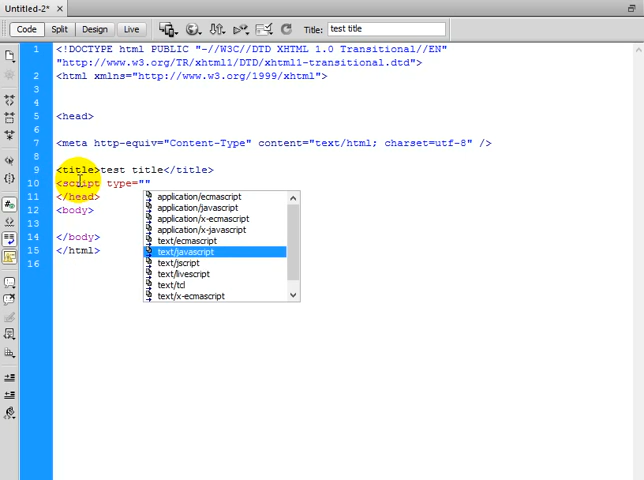 Untitled-2* ×
Code Split Design Live Title: test title
1 <!DOCTYPE html PUBLIC "-//W3C//DTD XHTML 1.0 Transitional//EN"
"http://www.w3.org/TR/xhtml1/DTD/xhtml1-transitional.dtd">
2 <html xmlns="http://www.w3.org/1999/xhtml">
3
4
5 <head>
6
7 <meta http-equiv="Content-Type" content="text/html; charset=utf-8" />
8
9 <title>test title</title>
10 <script type=""
11 </head>
12 <body>
13
14 </body>
15 </html>
16
application/ecmascript
application/javascript
application/x-ecmascript
application/x-javascript
text/ecmascript
text/javascript
text/jscript
text/livescript
text/tcl
text/x-ecmascript